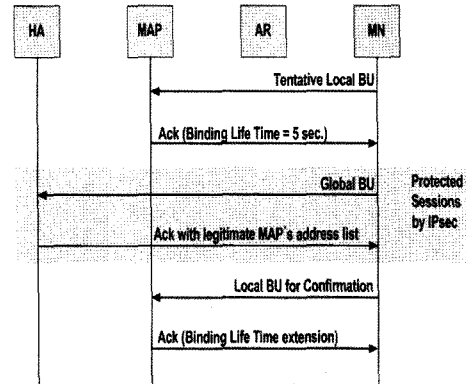 HA MAP AR MN
Tentative Local BU
Ack (Binding Life Time = 5 sec.)
Global BU
Protected
Sessions
by IPsec
Ack with legitimate MAP`s address list
Local BU for Confirmation
Ack (Binding Life Time extension)